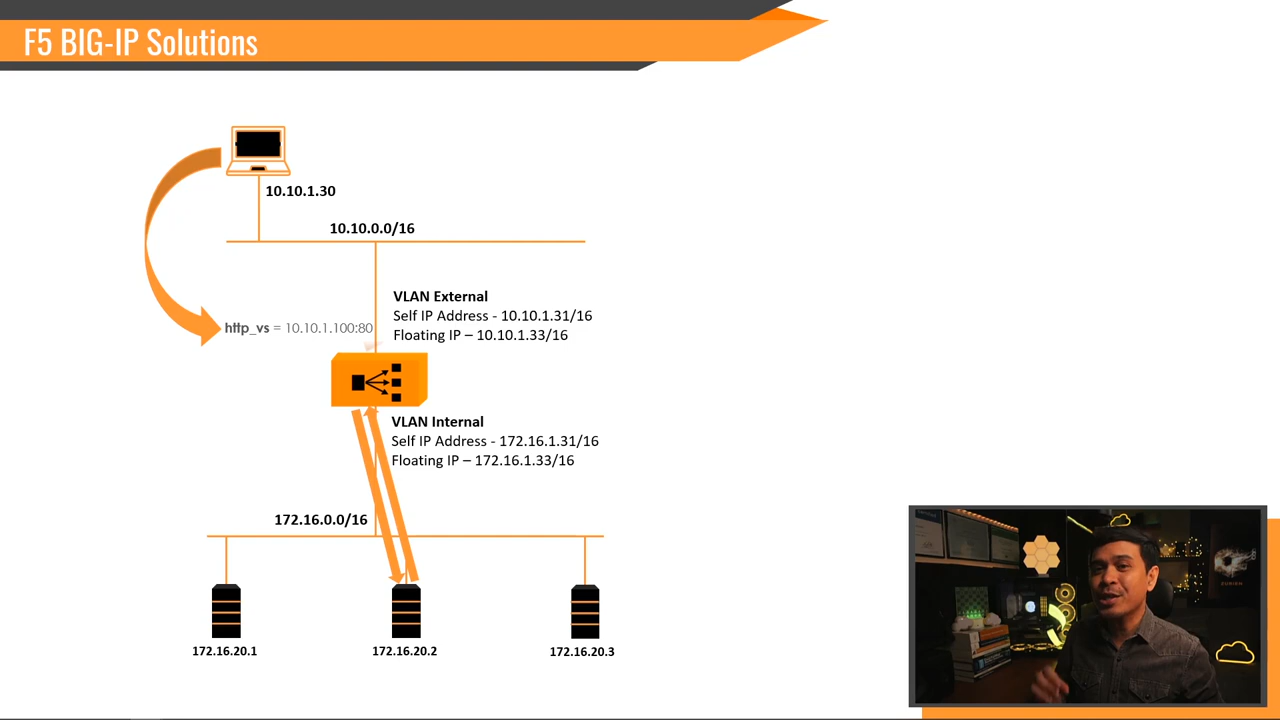 F5 BIG-IP Solutions
10.10.1.30
10.10.0.0/16
VLAN External
Self IP Address - 10.10.1.31/16
Floating IP – 10.10.1.33/16
http_vs = 10.10.1.100:80
VLAN Internal
Self IP Address - 172.16.1.31/16
Floating IP – 172.16.1.33/16
172.16.0.0/16
172.16.20.1
172.16.20.2
172.16.20.3